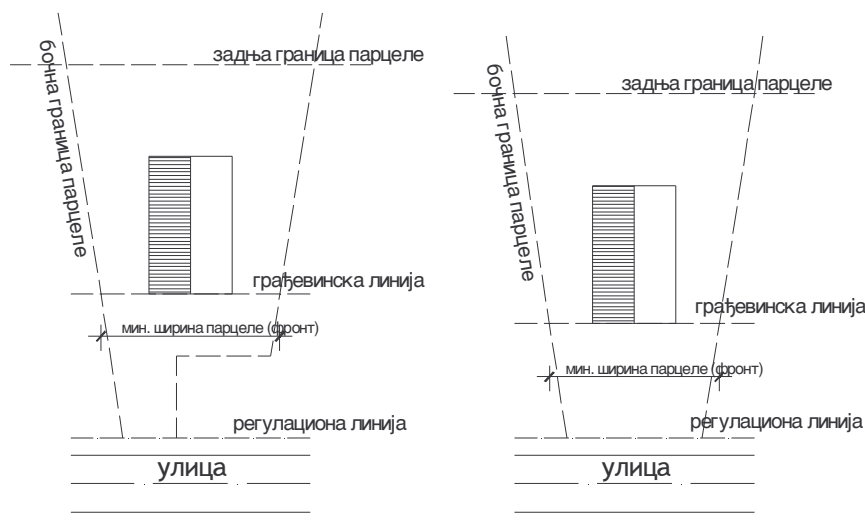 задња граница парцеле
бочна граница парцеле
грађевинска линија
мин. ширина парцеле (фронт)
регулациона линија
улица
задња граница парцеле
бочна граница парцеле
грађевинска линија
мин. ширина парцеле (фронт)
регулациона линија
улица